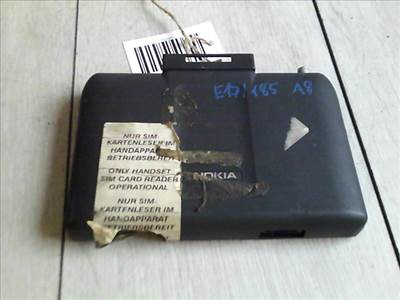 E17/185 A8
NUR SIM-
KARTENLESER IM
HANDAPPARAT
BETRIEBSBEREIT
ONLY HANDSET
SIM CARD READER
OPERATIONAL
NUR SIM-
KARTENLESER IM
HANDAPPARAT
BETRIEBSBEREIT
NOKIA